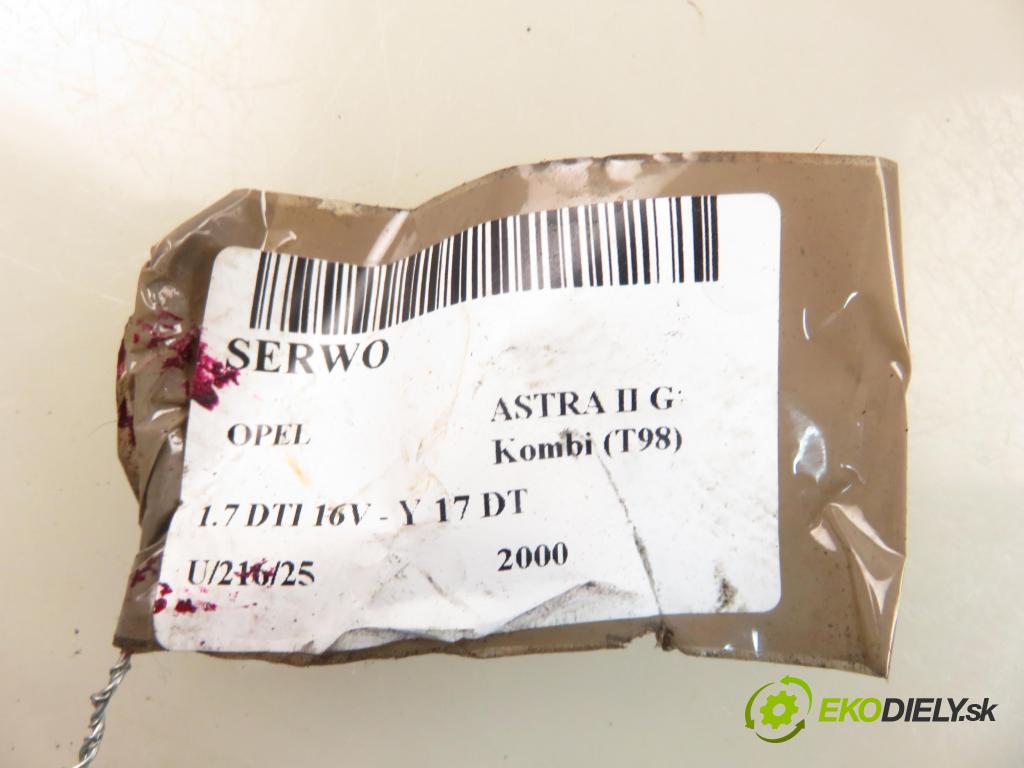 SERWO
OPEL
ASTRA II G
Kombi (T98)
1.7 DTI 16V - Y 17 DT
U/216/25
2000
EKODIELY.sk